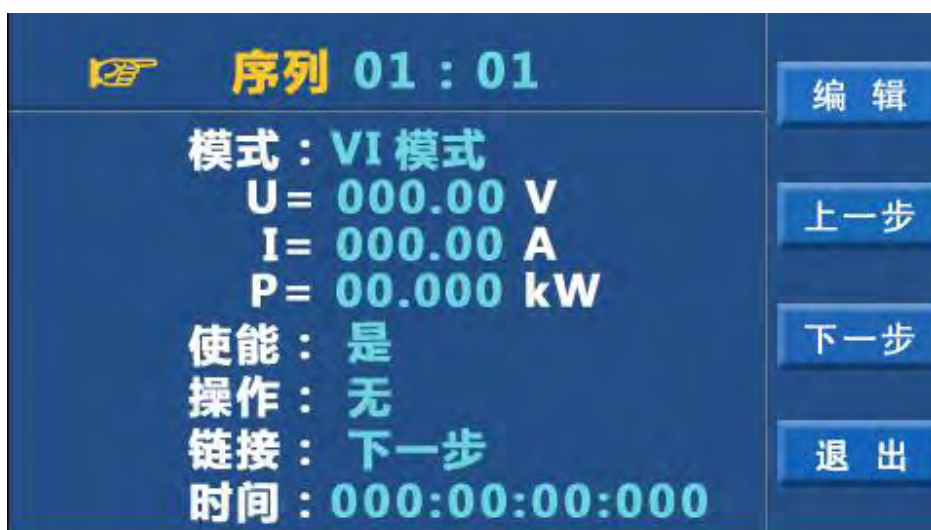 序列 01 : 01
模式：VI 模式
U= 000.00 V
I= 000.00 A
P= 00.000 kW
使能：是
操作：无
链接：下一步
时间：000:00:00:000
编 辑
上一步
下一步
退 出